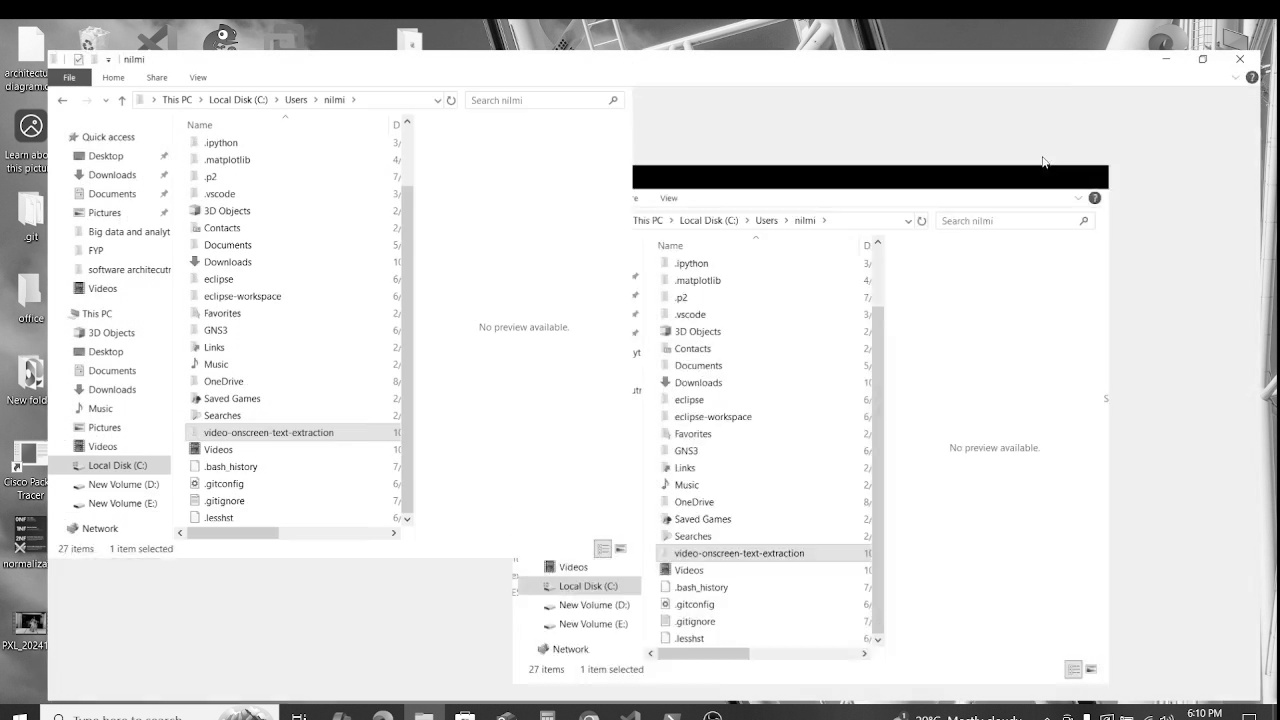 architectu
diagrams
Learn about
this picture
.git
office
New folde
Cisco Packet
Tracer
normaliza
PXL_20241
nilmi
File
Home
Share
View
This PC
Local Disk (C:)
Users
nilmi
Search nilmi
Quick access
Desktop
Downloads
Documents
Pictures
Big data and analyt
FYP
software architecutr
Videos
This PC
3D Objects
Desktop
Documents
Downloads
Music
Pictures
Videos
Local Disk (C:)
New Volume (D:)
New Volume (E:)
Network
Name D
.ipython 3/
.matplotlib 4/
.p2 7/
.vscode 3/
3D Objects 2/
Contacts 2/
Documents 5/
Downloads 10
eclipse 6/
eclipse-workspace 6/
Favorites 2/
GNS3 6/
Links 2/
Music 2/
OneDrive 8/
Saved Games 2/
Searches 2/
video-onscreen-text-extraction 10
Videos 10
.bash_history 7/
.gitconfig 6/
.gitignore 7/
.lesshst 6/
No preview available.
27 items 1 item selected
View
This PC
Local Disk (C:)
Users
nilmi
Search nilmi
Name D
.ipython 3/
.matplotlib 4/
.p2 7/
.vscode 3/
3D Objects 2/
Contacts 2/
Documents 5/
Downloads 10
eclipse 6/
eclipse-workspace 6/
Favorites 2/
GNS3 6/
Links 2/
Music 2/
OneDrive 8/
Saved Games 2/
Searches 2/
video-onscreen-text-extraction 10
Videos 10
.bash_history 7/
.gitconfig 6/
.gitignore 7/
.lesshst 6/
No preview available.
Videos
Local Disk (C:)
New Volume (D:)
New Volume (E:)
Network
27 items 1 item selected
Type here to search
6:10 PM